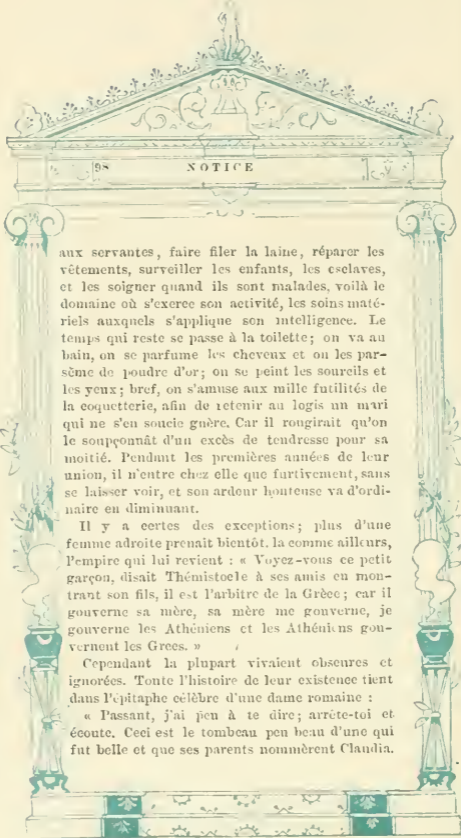 98 NOTICE
aux servantes, faire filer la laine, réparer les
vêtements, surveiller les enfants, les esclaves,
et les soigner quand ils sont malades, voilà le
domaine où s'exerce son activité, les soins maté-
riels auxquels s'applique son intelligence. Le
temps qui reste se passe à la toilette; on va au
bain, on se parfume les cheveux et on les par-
sème de poudre d'or; on se peint les sourcils et
les yeux; bref, on s'amuse aux mille futilités de
la coquetterie, afin de retenir au logis un mari
qui ne s'en soucie guère. Car il rougirait qu'on
le soupçonnât d'un excès de tendresse pour sa
moitié. Pendant les premières années de leur
union, il n'entre chez elle que furtivement, sans
se laisser voir, et son ardeur honteuse va d'ordi-
naire en diminuant.
Il y a certes des exceptions; plus d'une
femme adroite prenait bientôt. la comme ailleurs,
l'empire qui lui revient : « Voyez-vous ce petit
garçon, disait Thémistocle à ses amis en mon-
trant son fils, il est l'arbitre de la Grèce; car il
gouverne sa mère, sa mère me gouverne, je
gouverne les Athéniens et les Athéniens gou-
vernent les Grecs. »
Cependant la plupart vivaient obscures et
ignorées. Toute l'histoire de leur existence tient
dans l'épitaphe célèbre d'une dame romaine :
« Passant, j'ai peu à te dire; arrête-toi et
écoute. Ceci est le tombeau peu beau d'une qui
fut belle et que ses parents nommèrent Claudia.